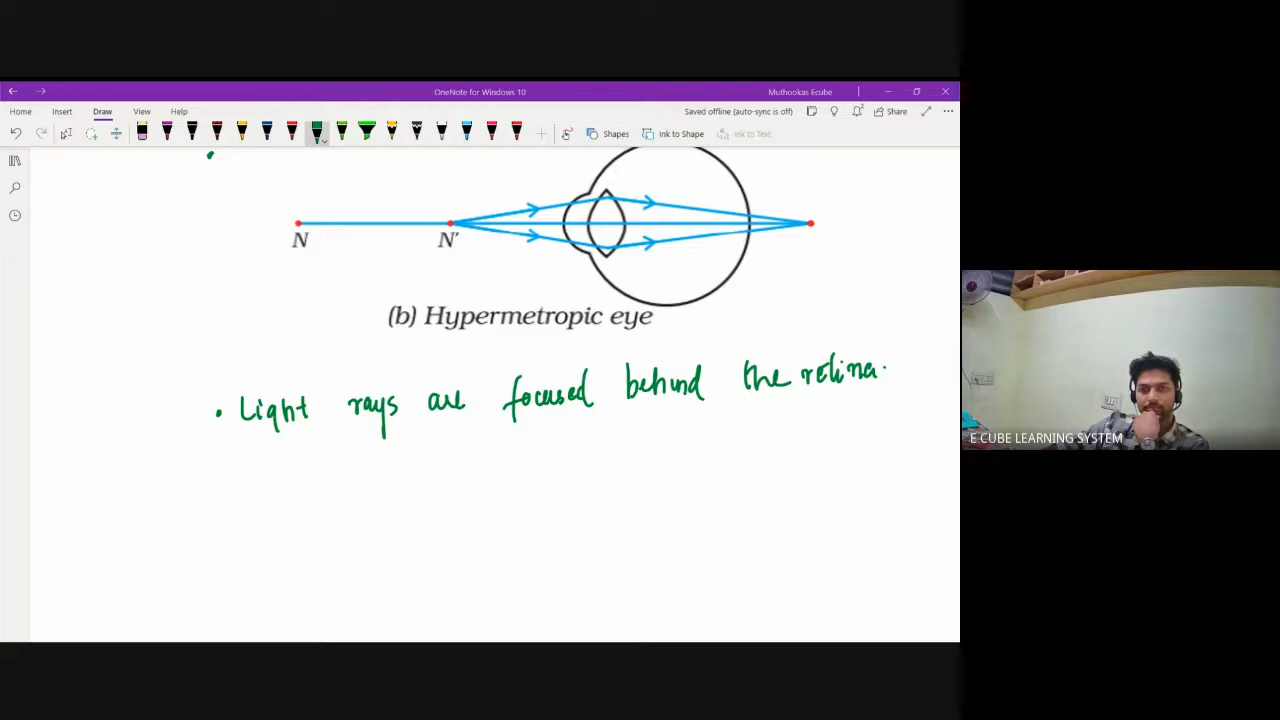 OneNote for Windows 10
Muthookas Ecube
Home Insert Draw View Help
Saved offline (auto-sync is off)
Share
Shapes
Ink to Shape
Ink to Text
N N'
(b) Hypermetropic eye
• Light rays are focused behind the retina.
E CUBE LEARNING SYSTEM